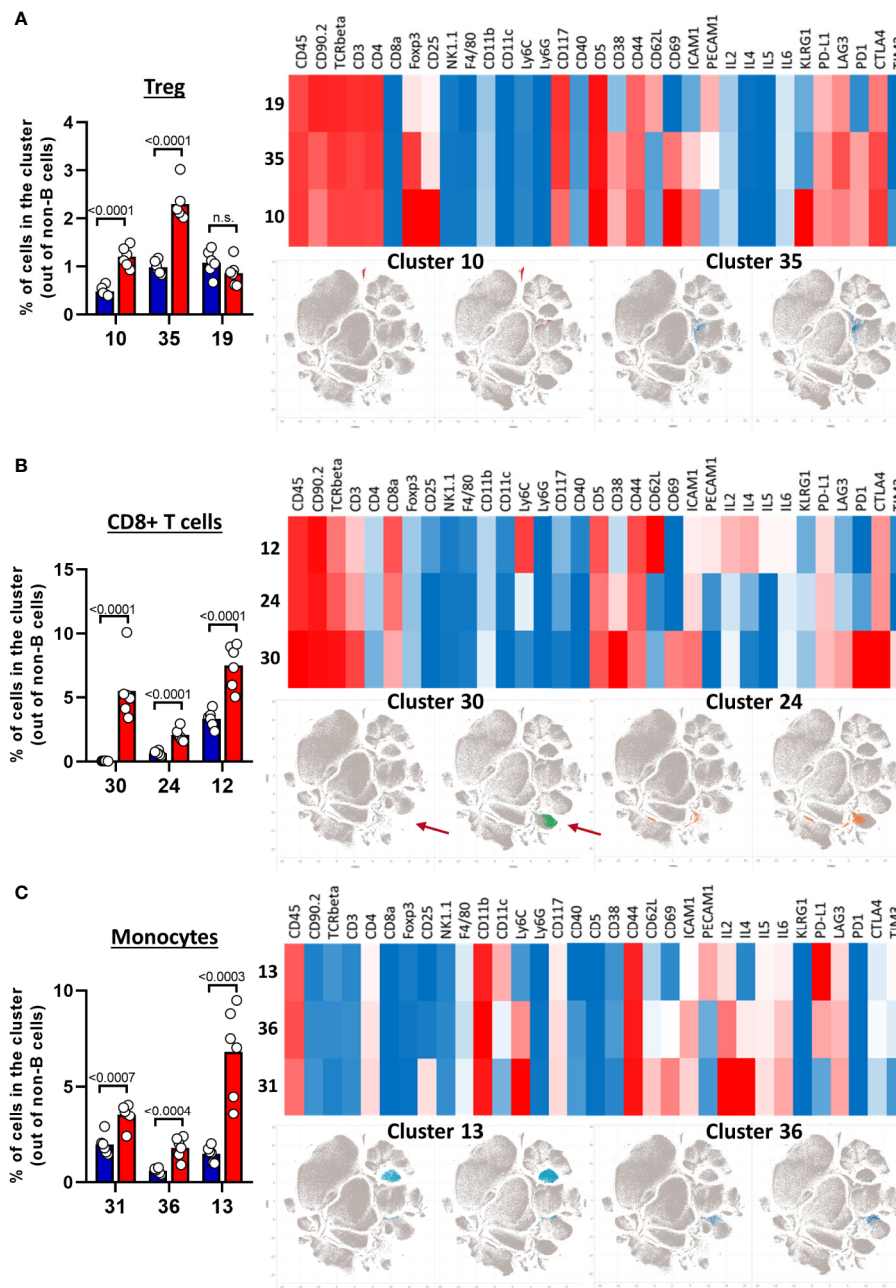 A
Treg
% of cells in the cluster
(out of non-B cells)
4
3
2
1
0
<0.0001
<0.0001
n.s.
10 35 19
CD45 CD90.2 TCRbeta CD3 CD4 CD8a Foxp3 CD25 NK1.1 F4/80 CD11b CD11c Ly6C Ly6G CD117 CD40 CD5 CD38 CD44 CD62L CD69 ICAM1 PECAM1 IL2 IL4 IL5 IL6 KLRG1 PD-L1 LAG3 PD1 CTLA4
19
35
10
Cluster 10 Cluster 35
B
CD8+ T cells
% of cells in the cluster
(out of non-B cells)
15
10
5
0
<0.0001
<0.0001
<0.0001
30 24 12
CD45 CD90.2 TCRbeta CD3 CD4 CD8a Foxp3 CD25 NK1.1 F4/80 CD11b CD11c Ly6C Ly6G CD117 CD40 CD5 CD38 CD44 CD62L CD69 ICAM1 PECAM1 IL2 IL4 IL5 IL6 KLRG1 PD-L1 LAG3 PD1 CTLA4
12
24
30
Cluster 30 Cluster 24
C
Monocytes
% of cells in the cluster
(out of non-B cells)
10
5
0
<0.0007
<0.0004
<0.0003
31 36 13
CD45 CD90.2 TCRbeta CD3 CD4 CD8a Foxp3 CD25 NK1.1 F4/80 CD11b CD11c Ly6C Ly6G CD117 CD40 CD5 CD38 CD44 CD62L CD69 ICAM1 PECAM1 IL2 IL4 IL5 IL6 KLRG1 PD-L1 LAG3 PD1 CTLA4 TIM3
13
36
31
Cluster 13 Cluster 36